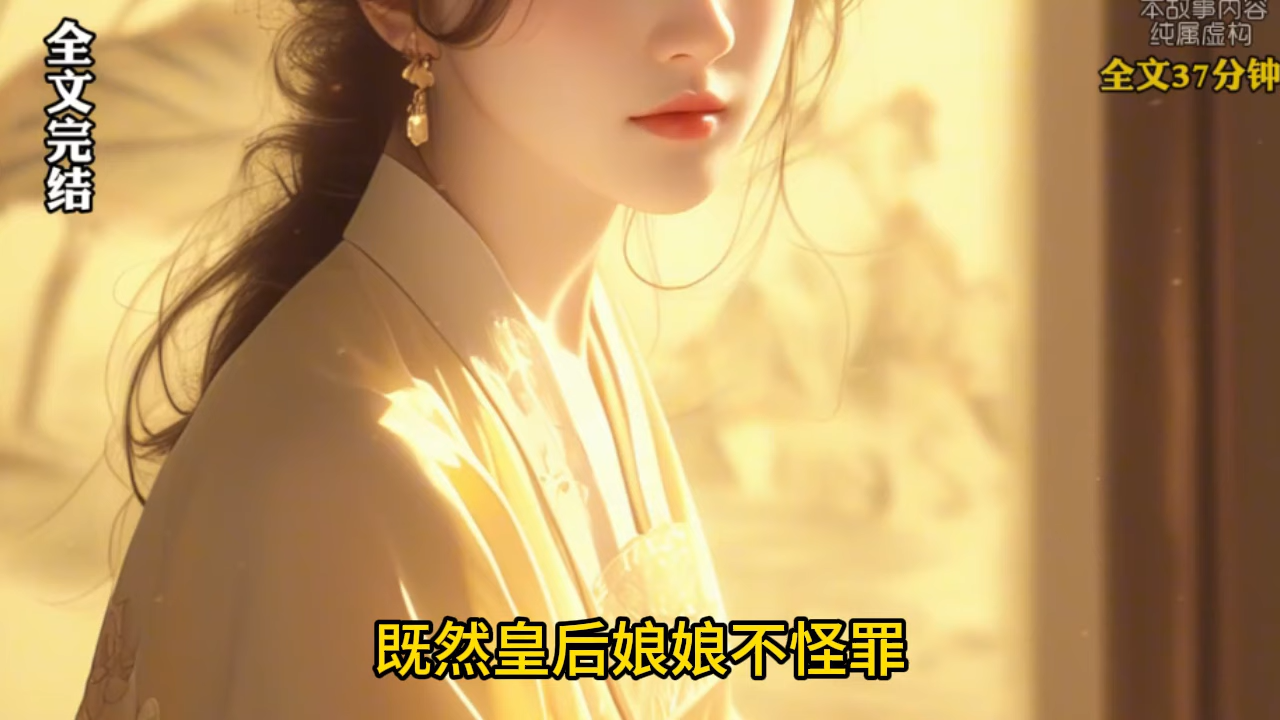 全文完结
本故事内容
纯属虚构
全文37分钟
既然皇后娘娘不怪罪